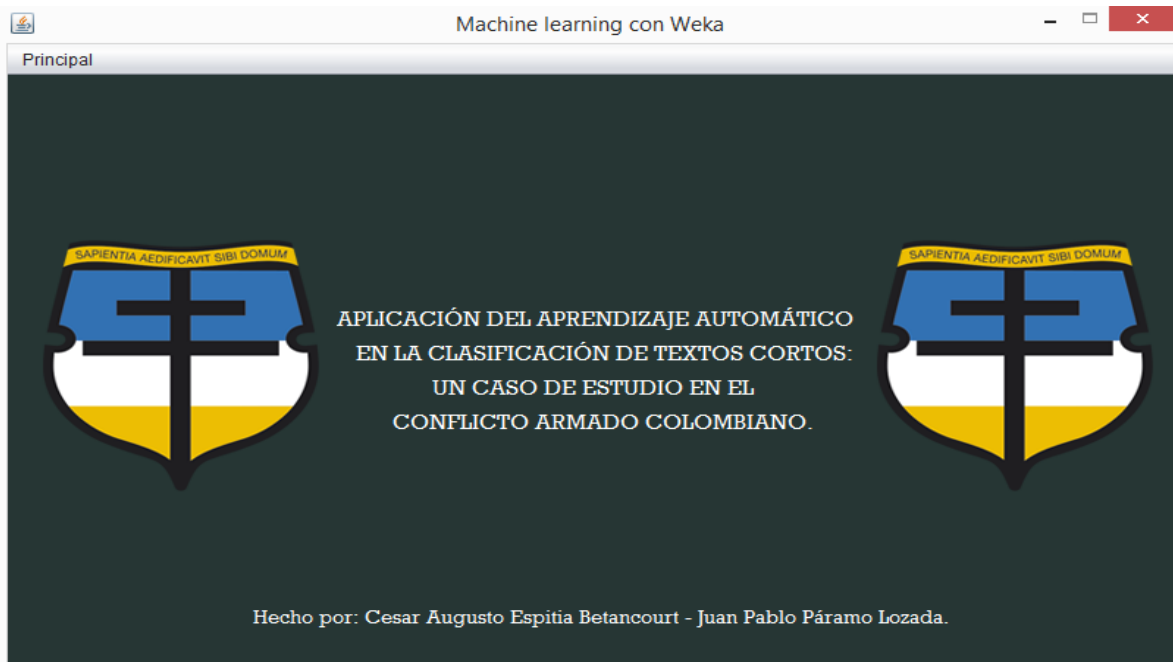 Machine learning con Weka
Principal
SAPIENTIA AEDIFICAVIT SIBI DOMUM
SAPIENTIA AEDIFICAVIT SIBI DOMUM
APLICACIÓN DEL APRENDIZAJE AUTOMÁTICO
EN LA CLASIFICACIÓN DE TEXTOS CORTOS:
UN CASO DE ESTUDIO EN EL
CONFLICTO ARMADO COLOMBIANO.
Hecho por: Cesar Augusto Espitia Betancourt - Juan Pablo Páramo Lozada.